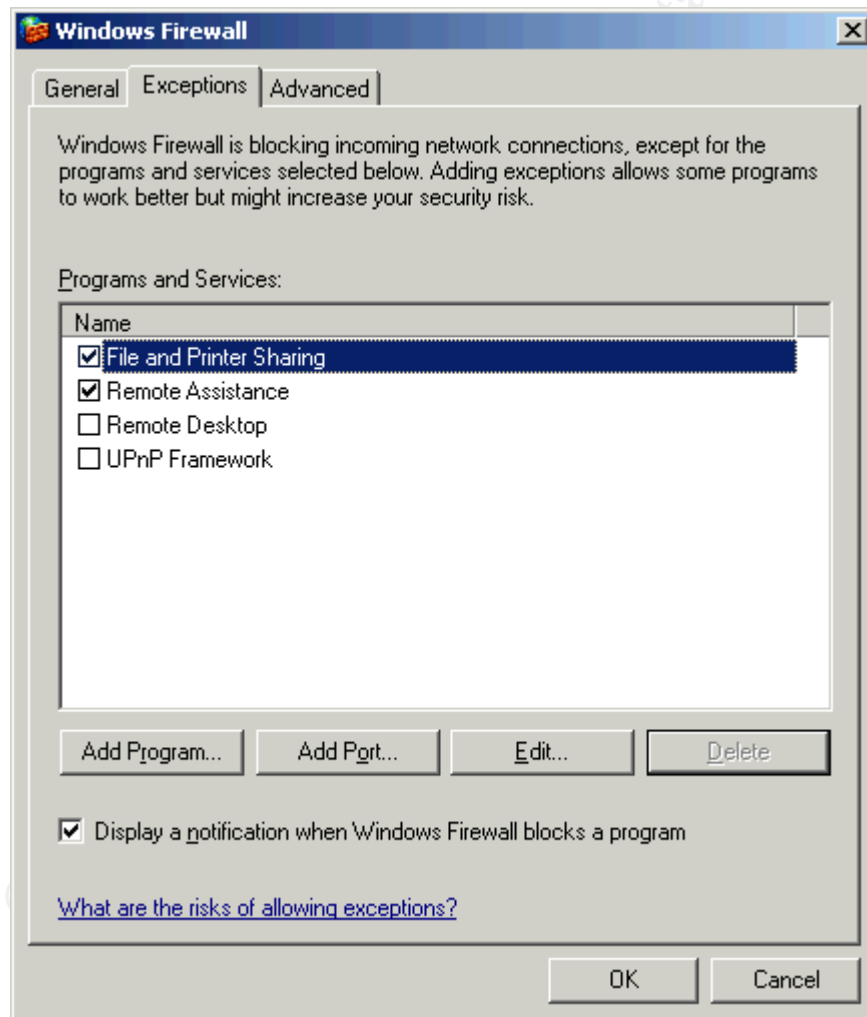 Windows Firewall
General Exceptions Advanced
Windows Firewall is blocking incoming network connections, except for the
programs and services selected below. Adding exceptions allows some programs
to work better but might increase your security risk.
Programs and Services:
Name
File and Printer Sharing
Remote Assistance
Remote Desktop
UPnP Framework
Add Program... Add Port... Edit... Delete
Display a notification when Windows Firewall blocks a program
What are the risks of allowing exceptions?
OK Cancel